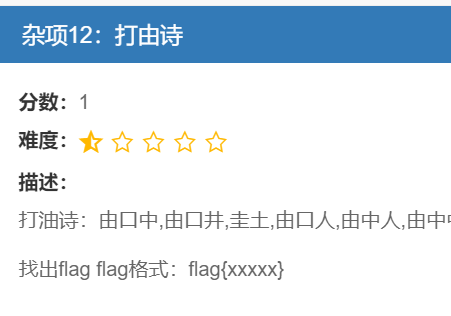 杂项12：打由诗
分数：1
难度：
描述：
打油诗：由口中,由口井,圭土,由口人,由中人,由中
找出flag flag格式：flag{xxxxx}